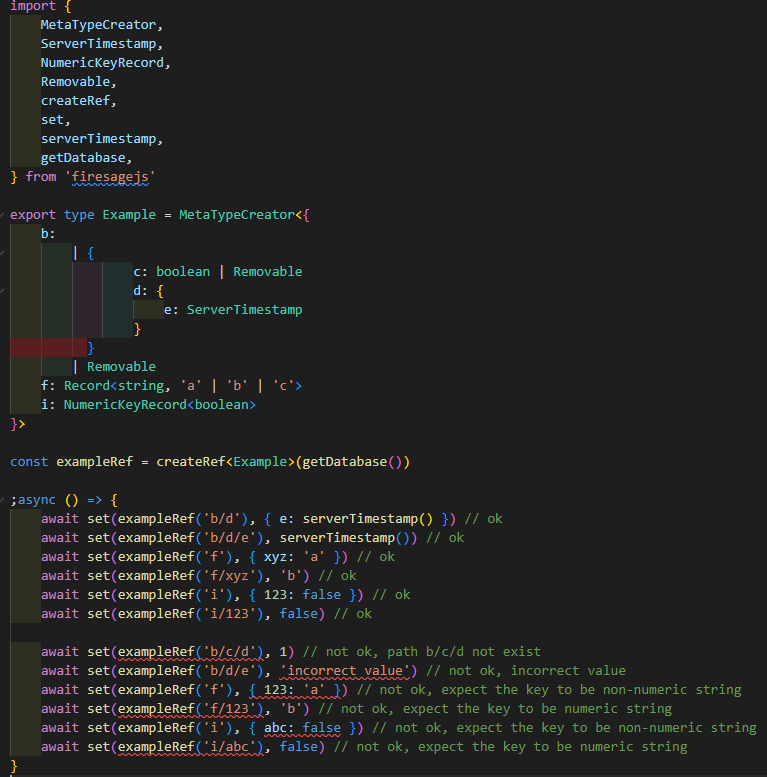 import {
    MetaTypeCreator,
    ServerTimestamp,
    NumericKeyRecord,
    Removable,
    createRef,
    set,
    serverTimestamp,
    getDatabase,
} from 'firesagejs'

export type Example = MetaTypeCreator<{
    b:
        | {
                c: boolean | Removable
                d: {
                    e: ServerTimestamp
                }
          }
        | Removable
    f: Record<string, 'a' | 'b' | 'c'>
    i: NumericKeyRecord<boolean>
}>

const exampleRef = createRef<Example>(getDatabase())

;async () => {
    await set(exampleRef('b/d'), { e: serverTimestamp() }) // ok
    await set(exampleRef('b/d/e'), serverTimestamp()) // ok
    await set(exampleRef('f'), { xyz: 'a' }) // ok
    await set(exampleRef('f/xyz'), 'b') // ok
    await set(exampleRef('i'), { 123: false }) // ok
    await set(exampleRef('i/123'), false) // ok

    await set(exampleRef('b/c/d'), 1) // not ok, path b/c/d not exist
    await set(exampleRef('b/d/e'), 'incorrect value') // not ok, incorrect value
    await set(exampleRef('f'), { 123: 'a' }) // not ok, expect the key to be non-numeric string
    await set(exampleRef('f/123'), 'b') // not ok, expect the key to be numeric string
    await set(exampleRef('i'), { abc: false }) // not ok, expect the key to be non-numeric string
    await set(exampleRef('i/abc'), false) // not ok, expect the key to be numeric string
}